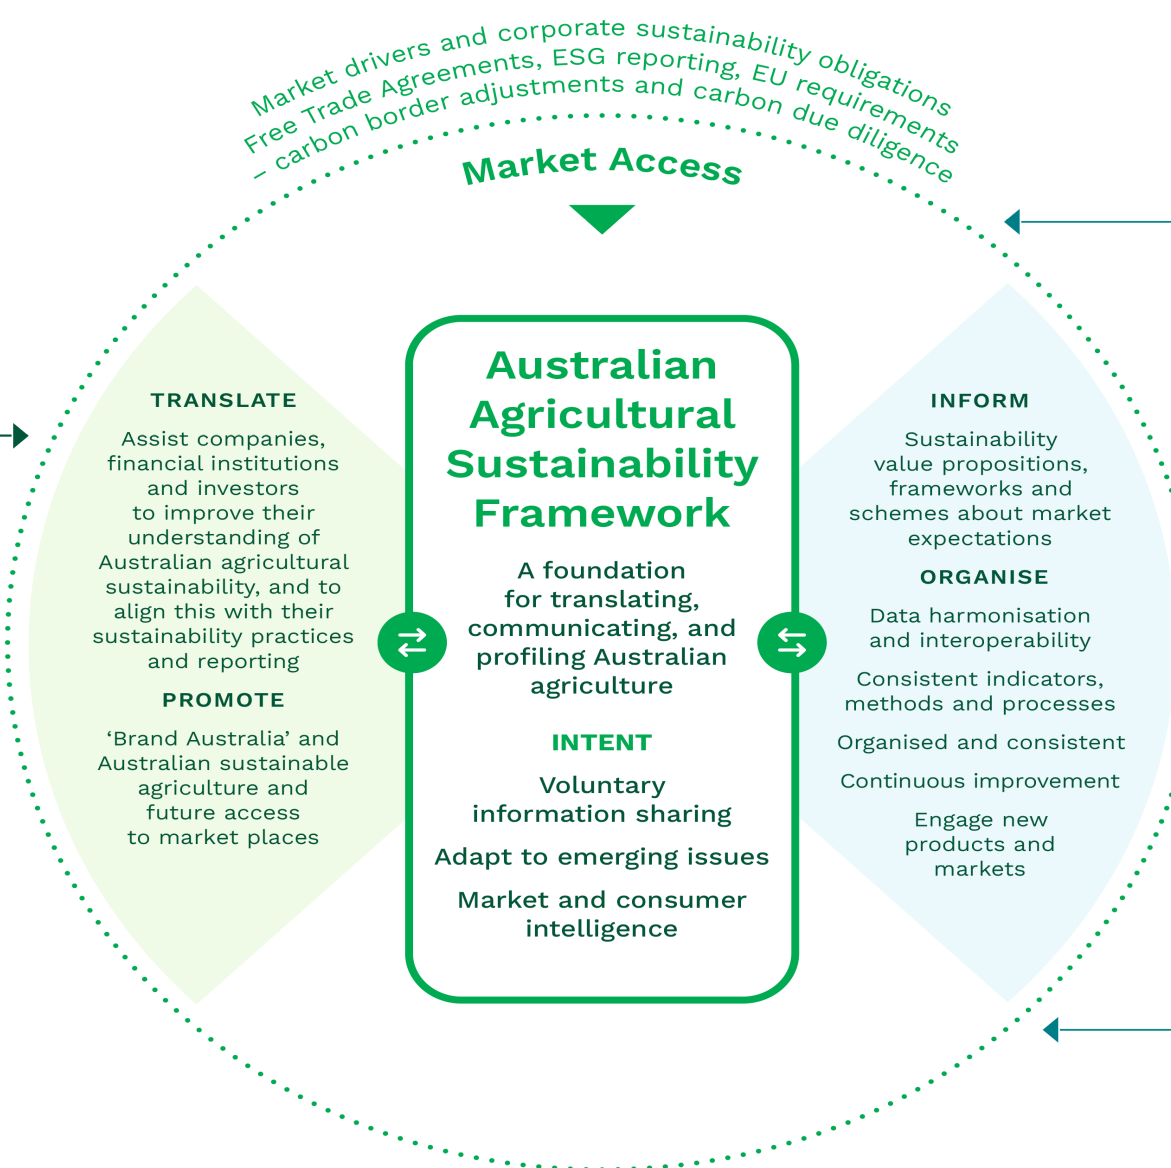 Market drivers and corporate sustainability obligations
Free Trade Agreements, ESG reporting, EU requirements
– carbon border adjustments and carbon due diligence
Market Access
TRANSLATE
Assist companies,
financial institutions
and investors
to improve their
understanding of
Australian agricultural
sustainability, and to
align this with their
sustainability practices
and reporting
PROMOTE
‘Brand Australia’ and
Australian sustainable
agriculture and
future access
to market places
Australian
Agricultural
Sustainability
Framework
A foundation
for translating,
communicating, and
profiling Australian
agriculture
INTENT
Voluntary
information sharing
Adapt to emerging issues
Market and consumer
intelligence
INFORM
Sustainability
value propositions,
frameworks and
schemes about market
expectations
ORGANISE
Data harmonisation
and interoperability
Consistent indicators,
methods and processes
Organised and consistent
Continuous improvement
Engage new
products and
markets